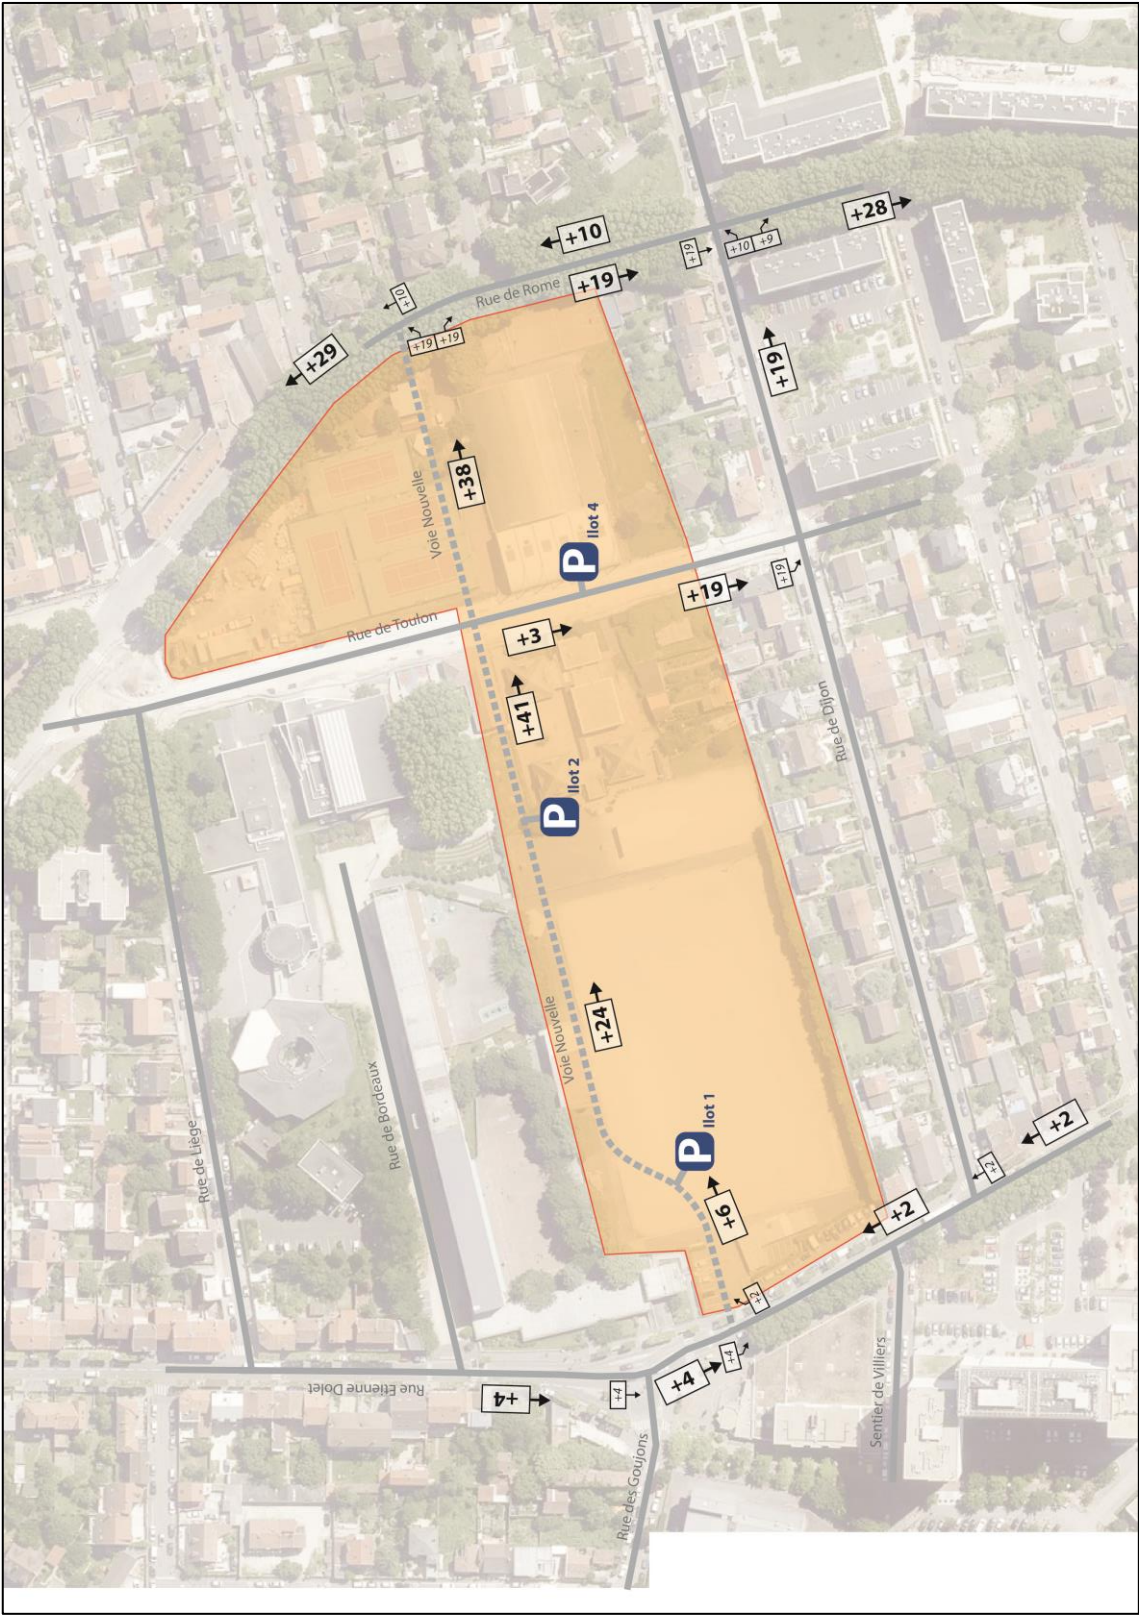 +28
+10
+10
+9
+19
+19
Rue de Rome
+10
+29
+19
+19
+19
+38
Voie Nouvelle
P
Ilot 4
+19
+19
Rue de Toulon
+3
+41
P
Ilot 2
Rue de Dijon
Voie Nouvelle
+24
Rue de Liège
Rue de Bordeaux
P
Ilot 1
+6
+2
+2
+2
+2
+4
+4
+4
+4
Rue Etienne Dolet
Rue des Goujons
Sentier de Villiers